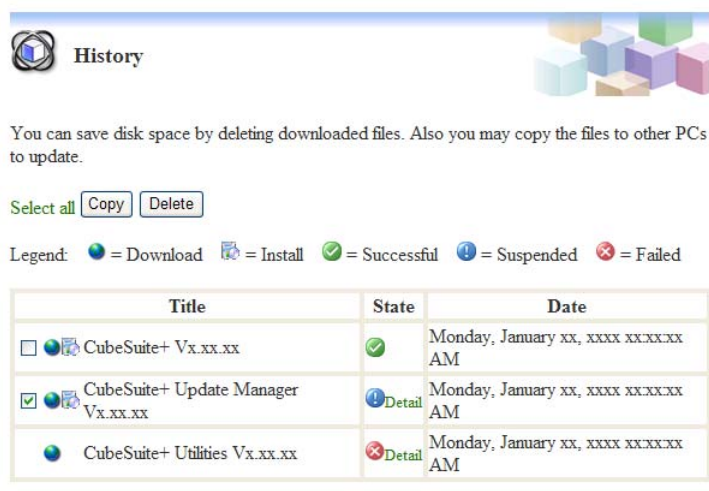 History
You can save disk space by deleting downloaded files. Also you may copy the files to other PCs
to update.
Select all Copy Delete
Legend: = Download = Install = Successful = Suspended = Failed
Title State Date
CubeSuite+ Vx.xx.xx Monday, January xx, xxxx xx:xx:xx
AM
CubeSuite+ Update Manager
Vx.xx.xx Detail Monday, January xx, xxxx xx:xx:xx
AM
CubeSuite+ Utilities Vx.xx.xx Detail Monday, January xx, xxxx xx:xx:xx
AM